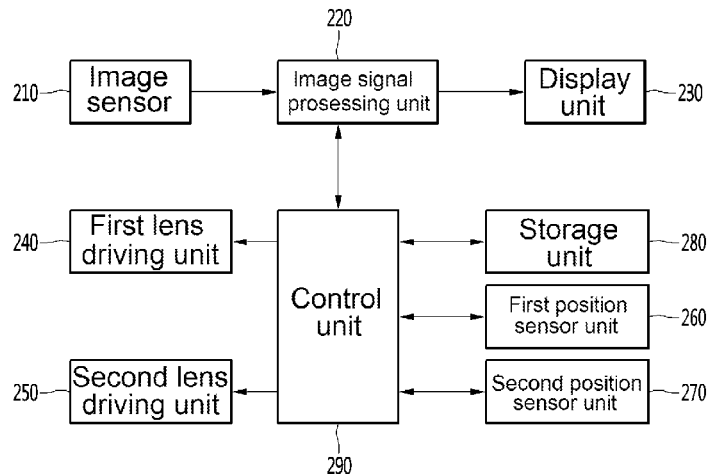 220
210
Image
sensor
Image signal
prosessing unit
Display
unit
230
240
First lens
driving unit
Control
unit
Storage
unit
280
First position
sensor unit
260
250
Second lens
driving unit
Second position
sensor unit
270
290